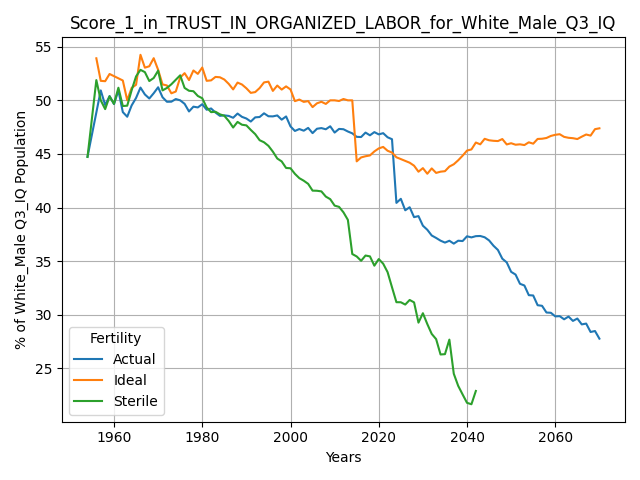 Score_1_in_TRUST_IN_ORGANIZED_LABOR_for_White_Male_Q3_IQ
% of White_Male Q3_IQ Population
55
50
45
40
35
30
25
Fertility
Actual
Ideal
Sterile
1960
1980
2000
2020
2040
2060
Years